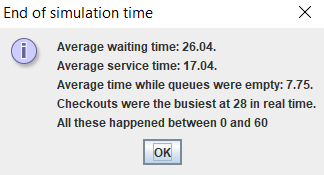 End of simulation time
Average waiting time: 26.04.
Average service time: 17.04.
Average time while queues were empty: 7.75.
Checkouts were the busiest at 28 in real time.
All these happened between 0 and 60
OK